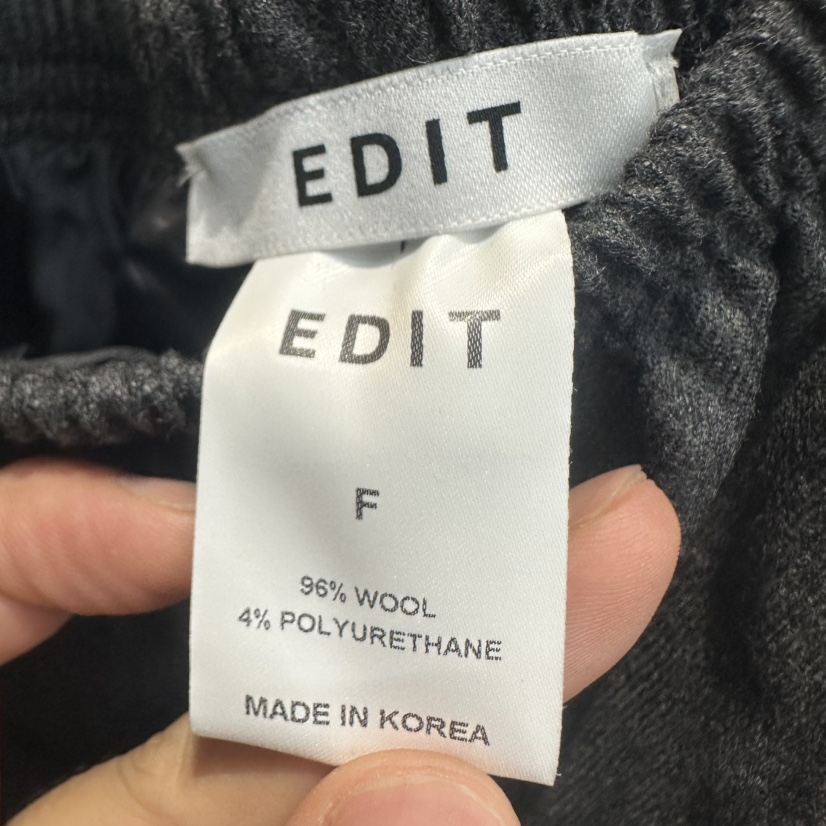 EDIT
EDIT
F
96% WOOL
4% POLYURETHANE
MADE IN KOREA